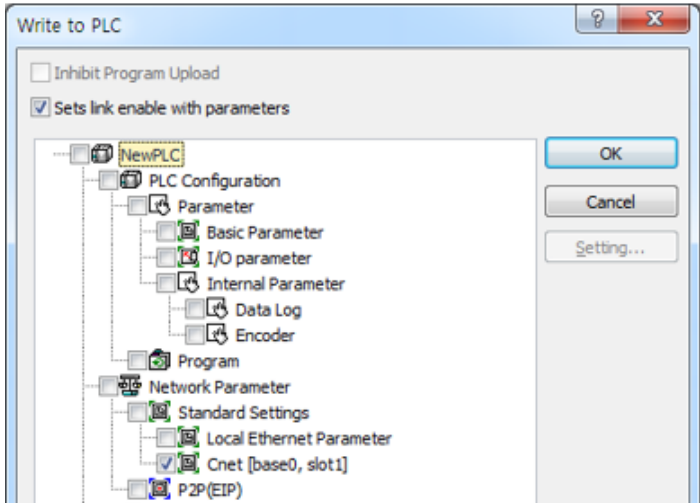 Write to PLC
Inhibit Program Upload
Sets link enable with parameters
NewPLC
OK
PLC Configuration
Parameter
Cancel
Basic Parameter
Setting...
I/O parameter
Internal Parameter
Data Log
Encoder
Program
Network Parameter
Standard Settings
Local Ethernet Parameter
Cnet [base0, slot1]
P2P(EIP)